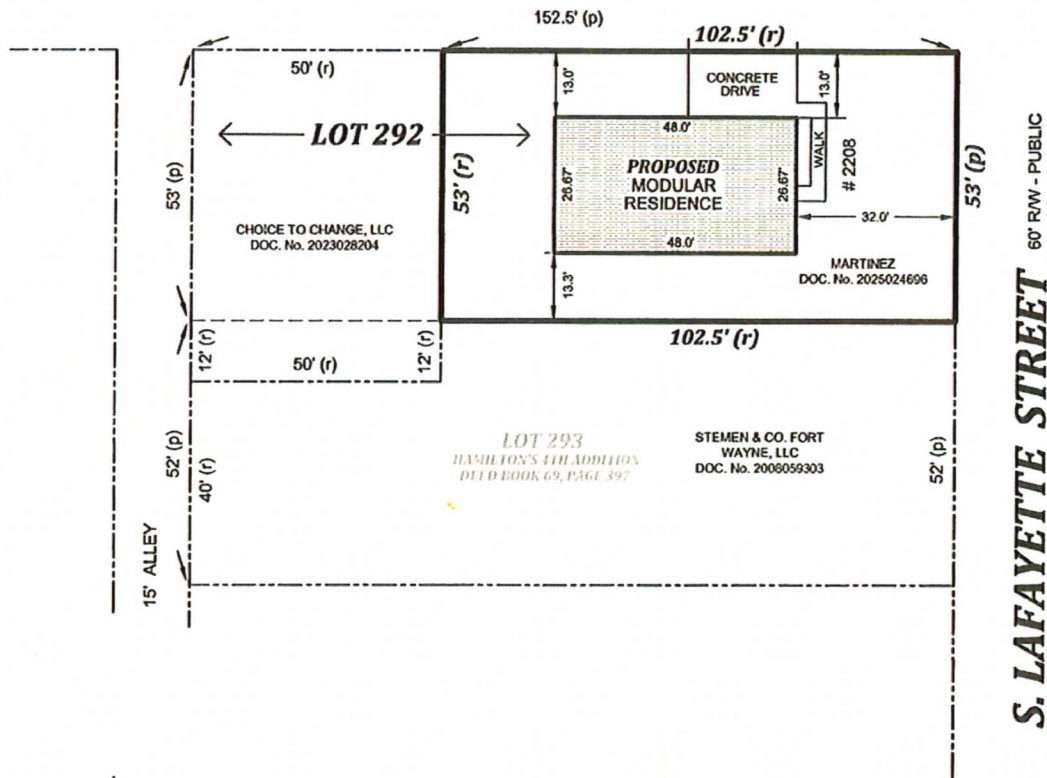 152.5' (p)
102.5' (r)
50' (r)
13.0'
CONCRETE
DRIVE
13.0'
LOT 292
48.0'
WALK
# 2208
53' (p)
53' (r)
26.67'
PROPOSED
MODULAR
RESIDENCE
26.67'
53' (p)
60' R/W - PUBLIC
32.0'
CHOICE TO CHANGE, LLC
DOC. No. 2023028204
48.0'
MARTINEZ
DOC. No. 2025024696
13.3'
102.5' (r)
12' (r)
50' (r)
12' (r)
LOT 293
HAMILTON'S 4TH ADDITION
DEED BOOK 69, PAGE 397
STEMEN & CO. FORT
WAYNE, LLC
DOC. No. 2008059303
52' (p)
40' (r)
52' (p)
15' ALLEY
S. LAFAYETTE STREET